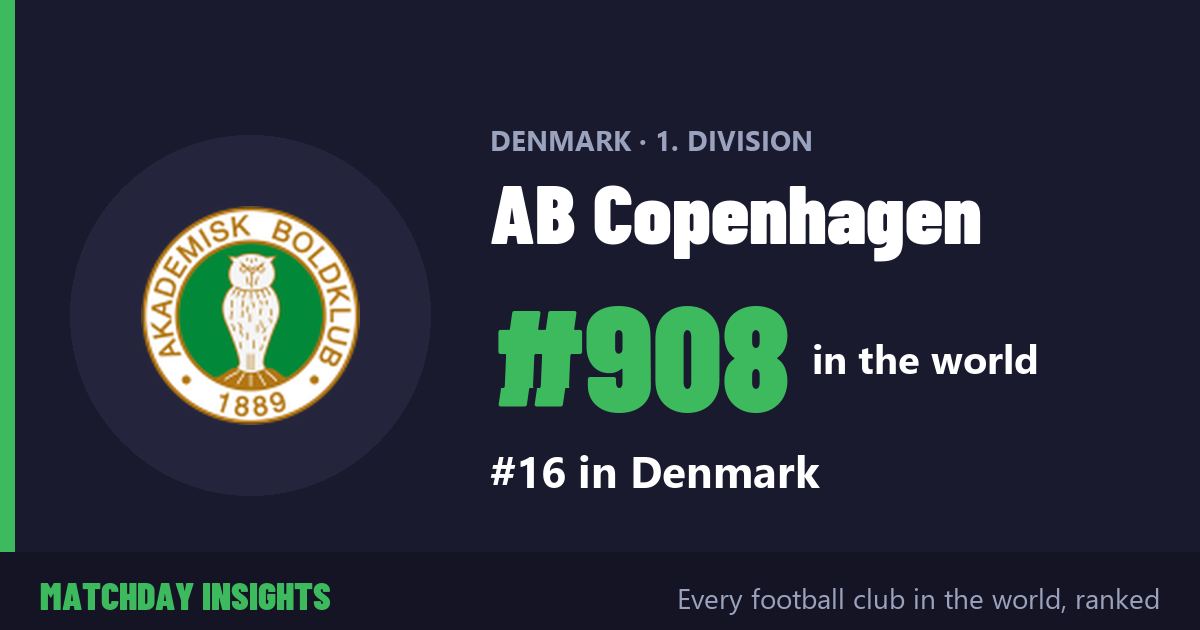 AKADEMISK BOLDKLUB
• 1889 •
DENMARK · 1. DIVISION
AB Copenhagen
#908 in the world
#16 in Denmark
MATCHDAY INSIGHTS
Every football club in the world, ranked